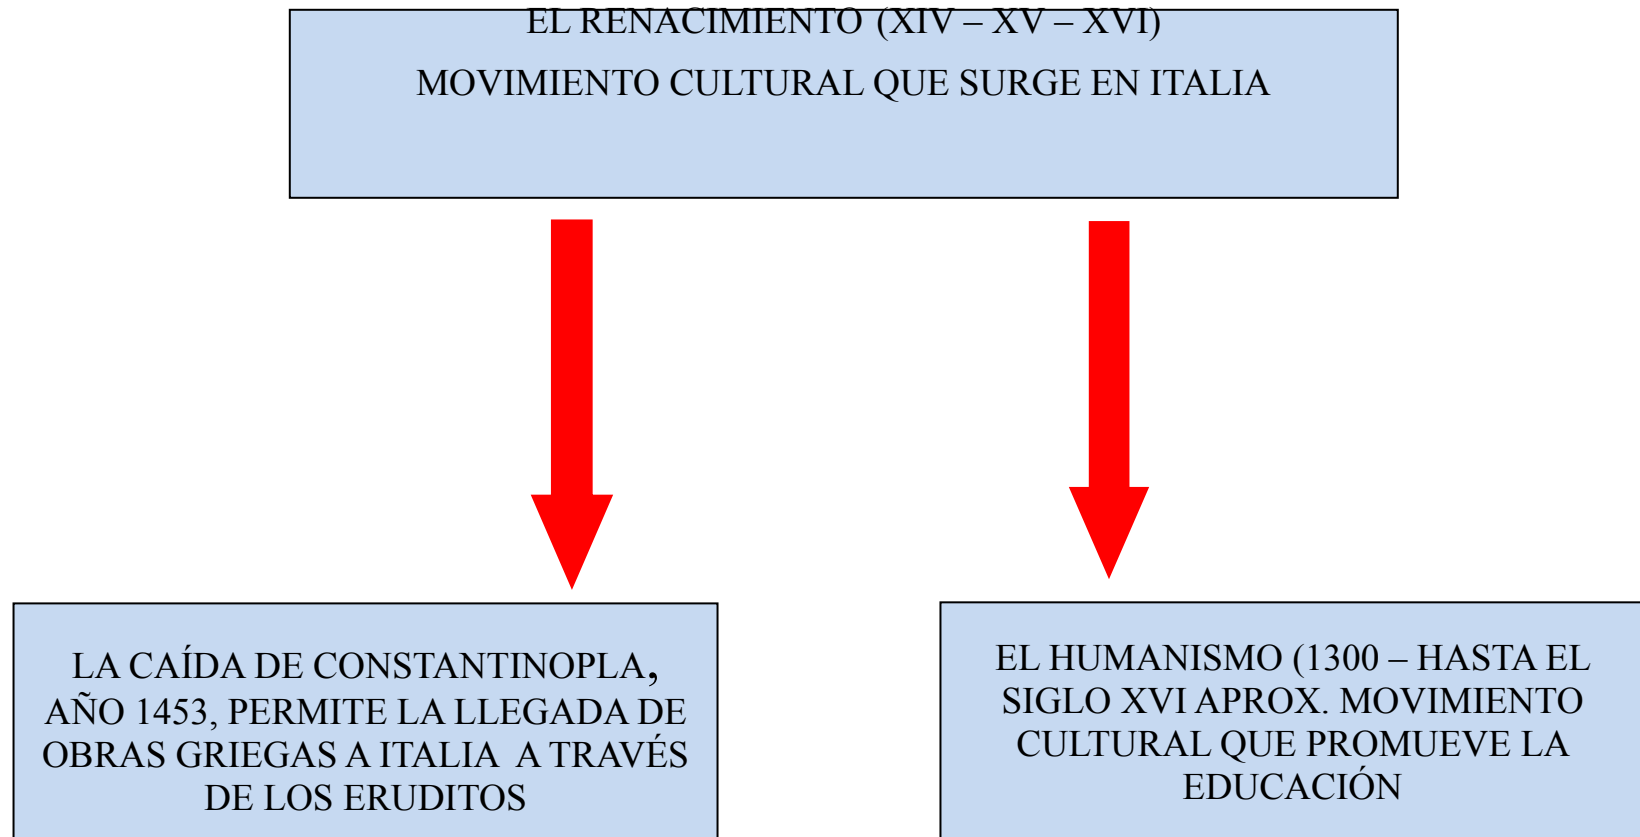 EL RENACIMIENTO (XIV – XV – XVI)
MOVIMIENTO CULTURAL QUE SURGE EN ITALIA
LA CAÍDA DE CONSTANTINOPLA,
AÑO 1453, PERMITE LA LLEGADA DE
OBRAS GRIEGAS A ITALIA A TRAVÉS
DE LOS ERUDITOS
EL HUMANISMO (1300 – HASTA EL
SIGLO XVI APROX. MOVIMIENTO
CULTURAL QUE PROMUEVE LA
EDUCACIÓN